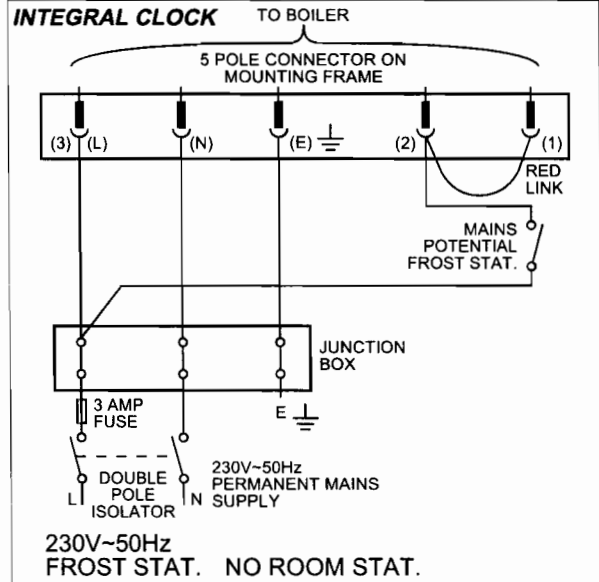 INTEGRAL CLOCK
TO BOILER
5 POLE CONNECTOR ON
MOUNTING FRAME
(3) (L) (N) (E) (2) (1)
RED
LINK
MAINS
POTENTIAL
FROST STAT.
JUNCTION
BOX
3 AMP
FUSE
E
230V~50Hz
PERMANENT MAINS
SUPPLY
DOUBLE
POLE
ISOLATOR
L
N
230V~50Hz
FROST STAT. NO ROOM STAT.